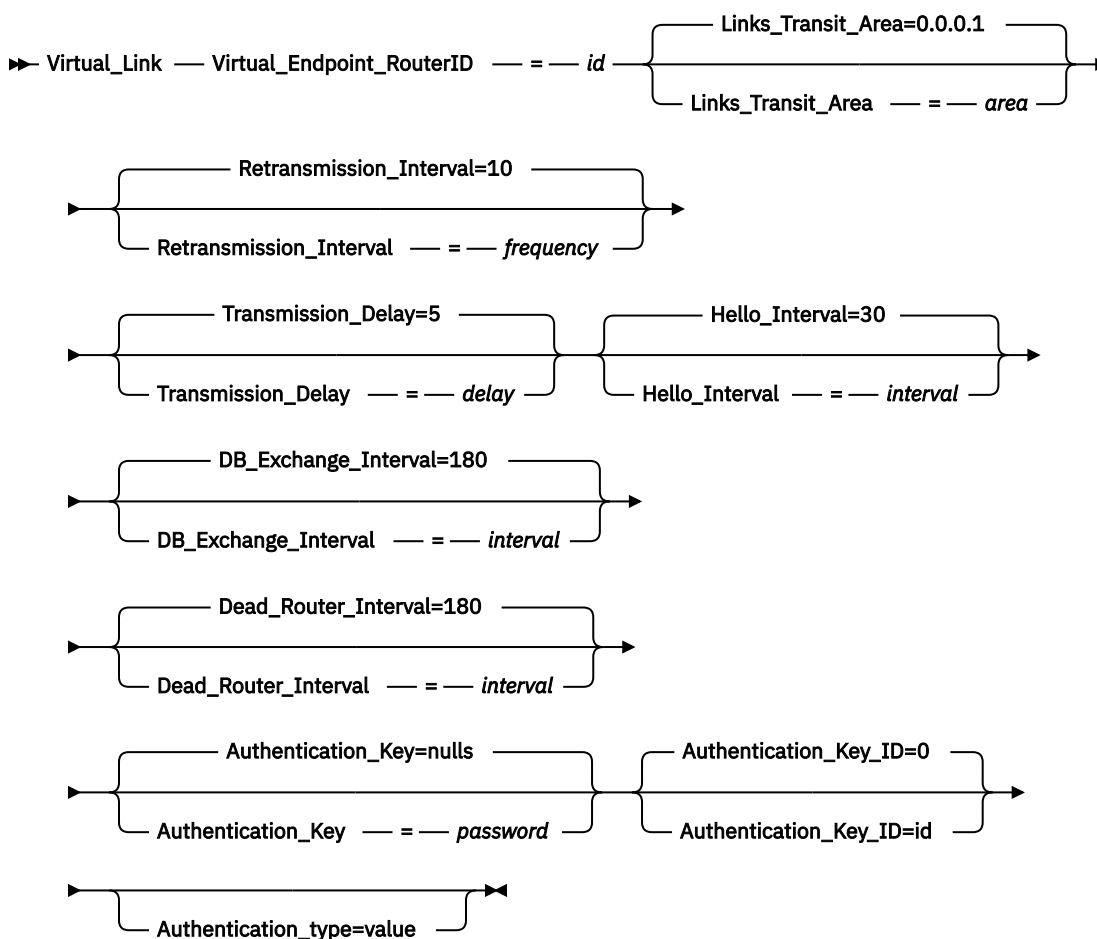 Links_Transit_Area=0.0.0.1
Virtual_Link Virtual_Endpoint_RouterID = id
Links_Transit_Area = area
Retransmission_Interval=10
Retransmission_Interval = frequency
Transmission_Delay=5 Hello_Interval=30
Transmission_Delay = delay Hello_Interval = interval
DB_Exchange_Interval=180
DB_Exchange_Interval = interval
Dead_Router_Interval=180
Dead_Router_Interval = interval
Authentication_Key=nulls Authentication_Key_ID=0
Authentication_Key = password Authentication_Key_ID=id
Authentication_type=value